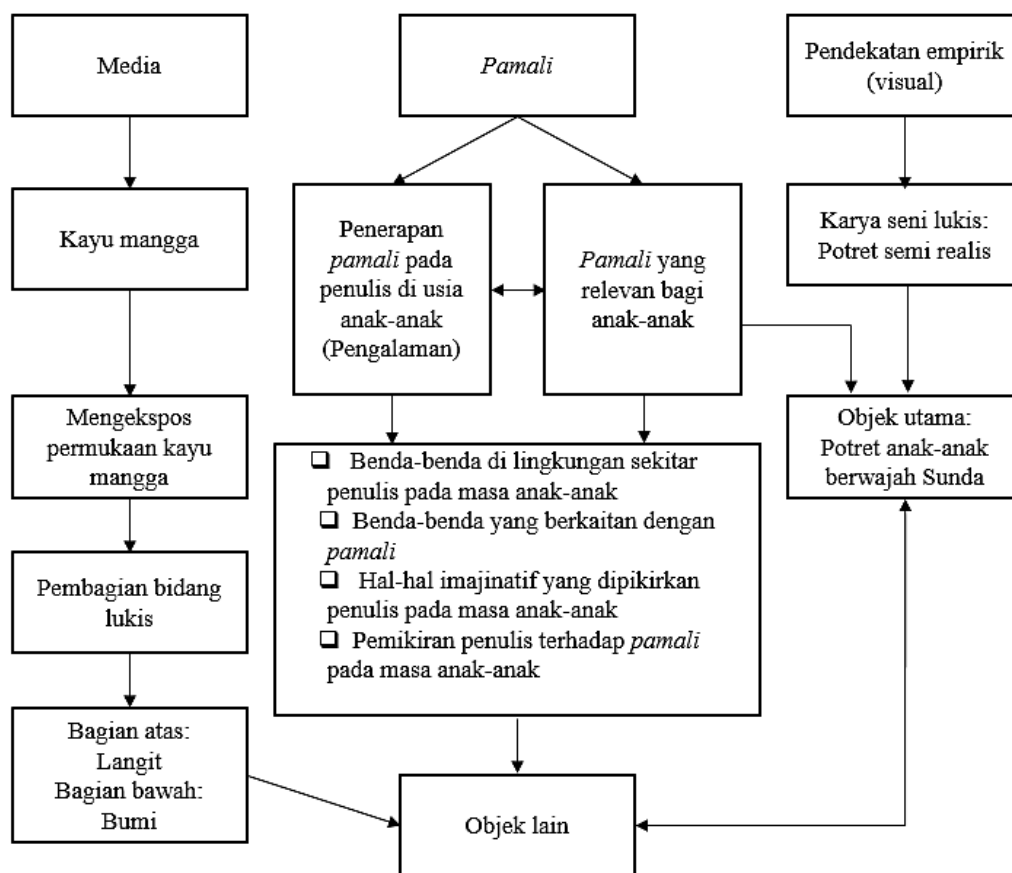 Media
Pamali
Pendekatan empirik
(visual)
Kayu mangga
Penerapan
pamali pada
penulis di usia
anak-anak
(Pengalaman)
Pamali yang
relevan bagi
anak-anak
Karya seni lukis:
Potret semi realis
Mengekspos
permukaan kayu
mangga
Benda-benda di lingkungan sekitar
penulis pada masa anak-anak
Benda-benda yang berkaitan dengan
pamali
Hal-hal imajinatif yang dipikirkan
penulis pada masa anak-anak
Pemikiran penulis terhadap pamali
pada masa anak-anak
Objek utama:
Potret anak-anak
berwajah Sunda
Pembagian bidang
lukis
Bagian atas:
Langit
Bagian bawah:
Bumi
Objek lain